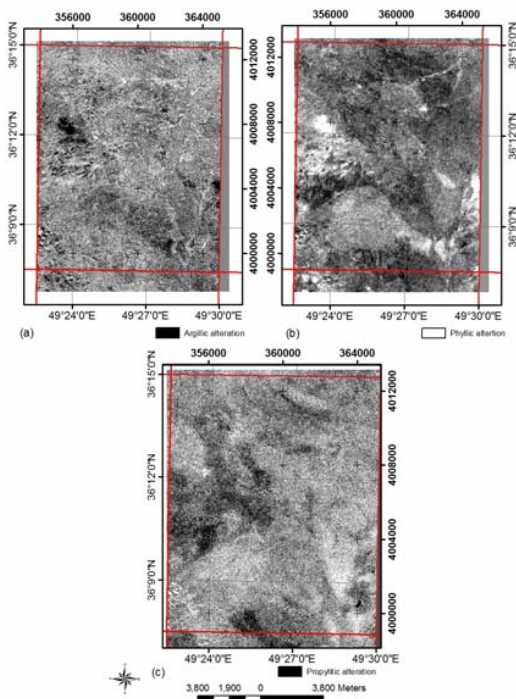 356000 360000 364000
36°15'0"N
36°12'0"N
36°9'0"N
4012000
4008000
4004000
4000000
49°24'0"E 49°27'0"E 49°30'0"E
(a) Argillic alteration
356000 360000 364000
4012000
4008000
4004000
4000000
36°15'0"N
36°12'0"N
36°9'0"N
49°24'0"E 49°27'0"E 49°30'0"E
(b) Phyllic altertion
356000 360000 364000
36°15'0"N
36°12'0"N
36°9'0"N
4012000
4008000
4004000
4000000
49°24'0"E 49°27'0"E 49°30'0"E
(c) Propylitic alteration
3,800 1,900 0 3,800 Meters